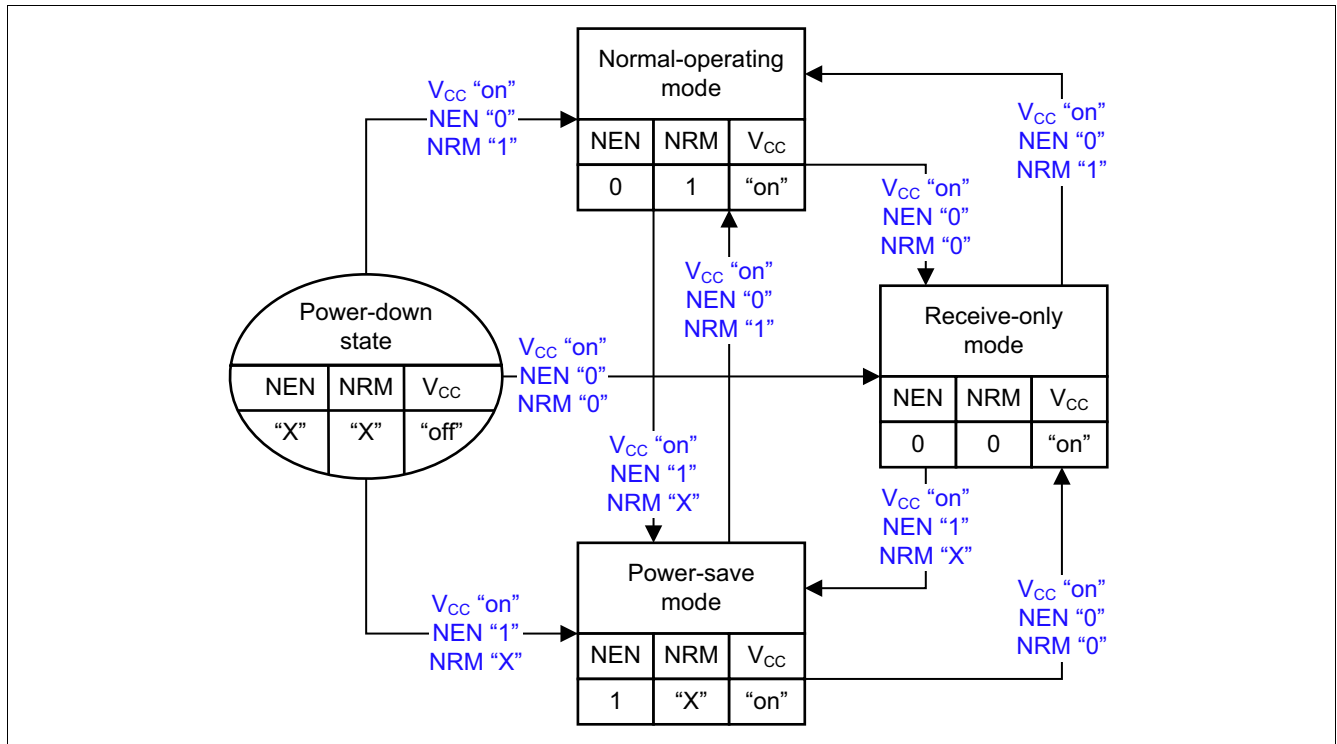 Normal-operating
mode
NEN NRM VCC
0 1 “on”
VCC “on”
NEN “0”
NRM “1”
VCC “on”
NEN “0”
NRM “1”
VCC “on”
NEN “0”
NRM “0”
VCC “on”
NEN “0”
NRM “1”
Power-down
state
NEN NRM VCC
“X” “X” “off”
VCC “on”
NEN “0”
NRM “0”
Receive-only
mode
NEN NRM VCC
0 0 “on”
VCC “on”
NEN “1”
NRM “X”
VCC “on”
NEN “1”
NRM “X”
VCC “on”
NEN “1”
NRM “X”
Power-save
mode
NEN NRM VCC
1 “X” “on”
VCC “on”
NEN “0”
NRM “0”